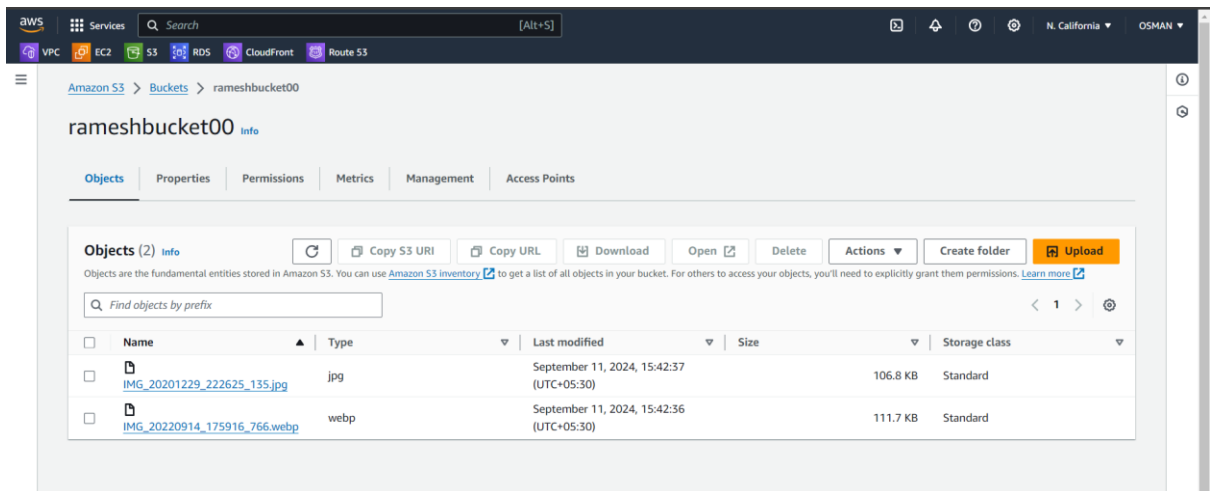 aws Services Search [Alt+S] N. California ▼ OSMAN ▼
VPC EC2 S3 RDS CloudFront Route 53
Amazon S3 > Buckets > rameshbucket00
rameshbucket00 Info
Objects Properties Permissions Metrics Management Access Points
Objects (2) Info Copy S3 URI Copy URL Download Open Delete Actions ▼ Create folder Upload
Objects are the fundamental entities stored in Amazon S3. You can use Amazon S3 inventory to get a list of all objects in your bucket. For others to access your objects, you'll need to explicitly grant them permissions. Learn more
Find objects by prefix < 1 >
Name Type Last modified Size Storage class
IMG_20201229_222625_135.jpg jpg September 11, 2024, 15:42:37 (UTC+05:30) 106.8 KB Standard
IMG_20220914_175916_766.webp webp September 11, 2024, 15:42:36 (UTC+05:30) 111.7 KB Standard